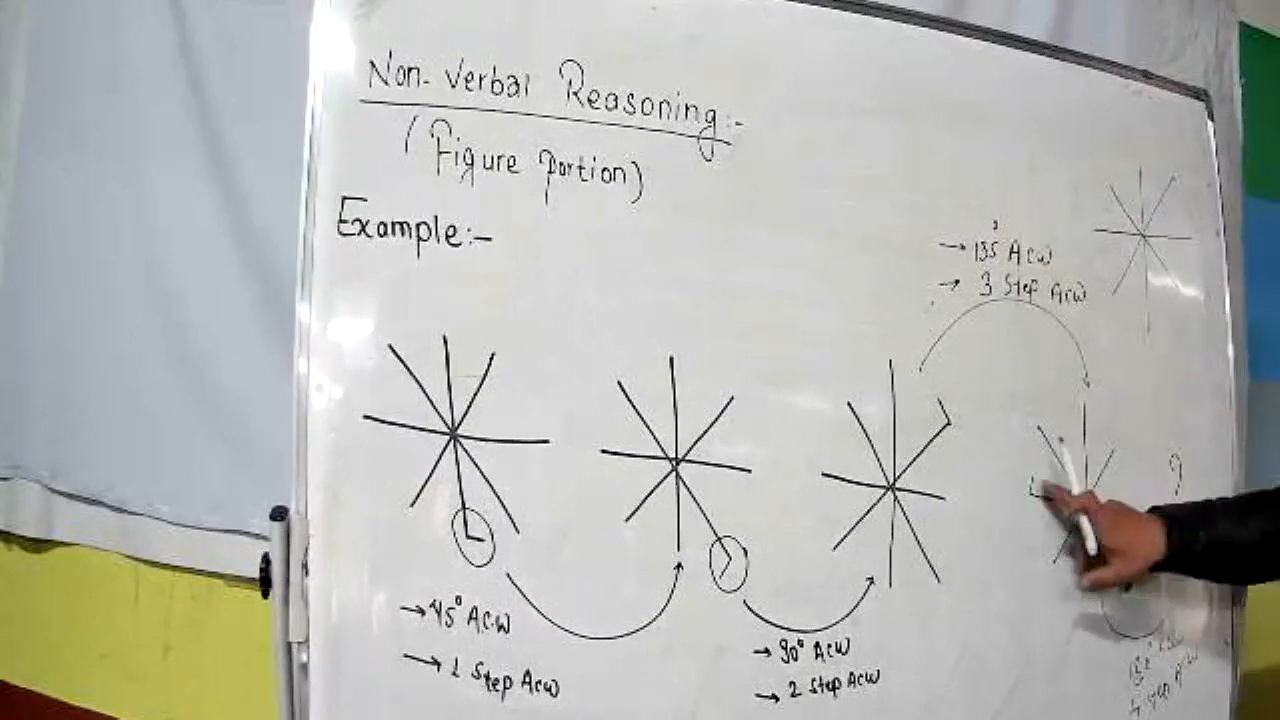 Non-Verbal Reasoning:-
(Figure portion)
Example:-
→ 135° ACW
→ 3 Step ACW
?
→ 45° A.C.W
→ 1 Step ACW
→ 90° ACW
→ 2 Step ACW